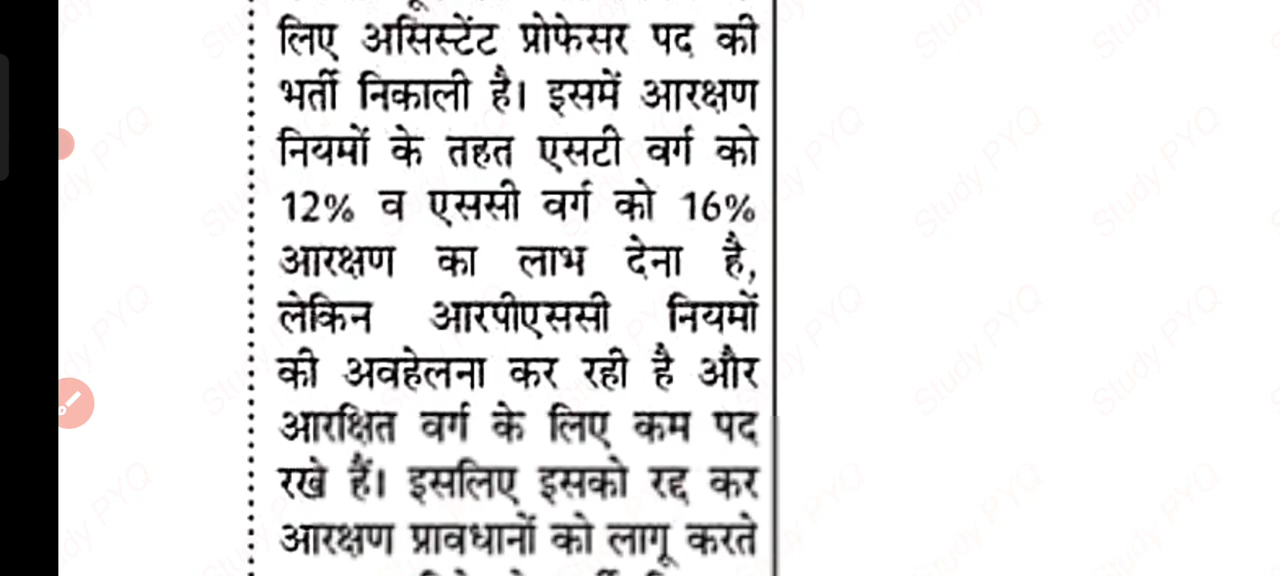 लिए असिस्टेंट प्रोफेसर पद की
भर्ती निकाली है। इसमें आरक्षण
नियमों के तहत एसटी वर्ग को
12% व एससी वर्ग को 16%
आरक्षण का लाभ देना है,
लेकिन आरपीएससी नियमों
की अवहेलना कर रही है और
आरक्षित वर्ग के लिए कम पद
रखे हैं। इसलिए इसको रद्द कर
आरक्षण प्रावधानों को लागू करते